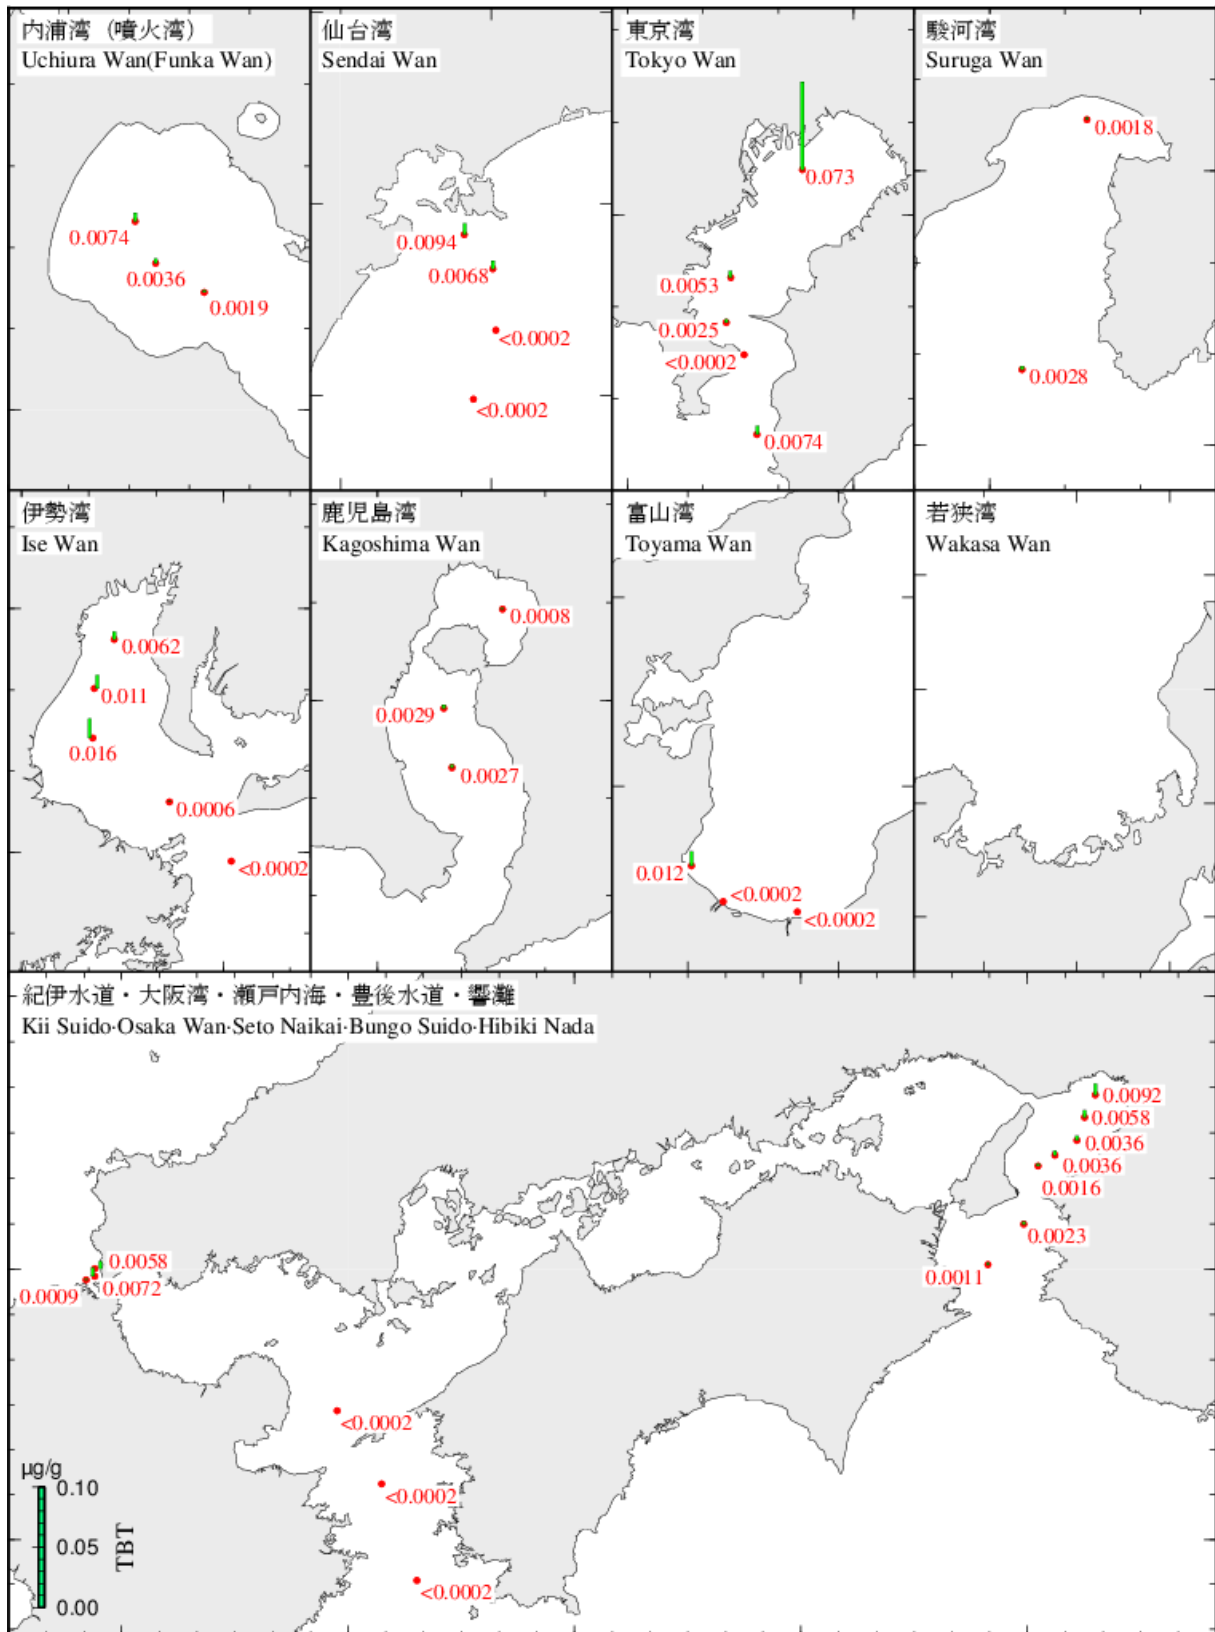 内浦湾（噴火湾）
Uchiura Wan(Funka Wan)
0.0074
0.0036
0.0019
仙台湾
Sendai Wan
0.0094
0.0068
<0.0002
<0.0002
東京湾
Tokyo Wan
0.073
0.0053
0.0025
<0.0002
0.0074
駿河湾
Suruga Wan
0.0018
0.0028
伊勢湾
Ise Wan
0.0062
0.011
0.016
0.0006
<0.0002
鹿児島湾
Kagoshima Wan
0.0008
0.0029
0.0027
富山湾
Toyama Wan
0.012
<0.0002
<0.0002
若狭湾
Wakasa Wan
紀伊水道・大阪湾・瀬戸内海・豊後水道・響灘
Kii Suido·Osaka Wan·Seto Naikai·Bungo Suido·Hibiki Nada
0.0092
0.0058
0.0036
0.0036
0.0016
0.0023
0.0011
0.0058
0.0072
0.0009
<0.0002
<0.0002
<0.0002
µg/g
0.10
0.05
0.00
TBT